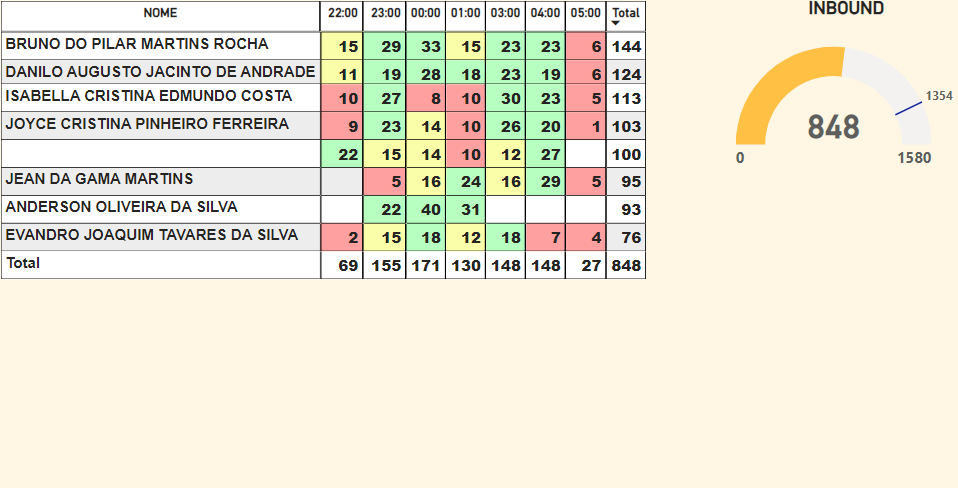 NOME 22:00 23:00 00:00 01:00 03:00 04:00 05:00 Total
BRUNO DO PILAR MARTINS ROCHA 15 29 33 15 23 23 6 144
DANILO AUGUSTO JACINTO DE ANDRADE 11 19 28 18 23 19 6 124
ISABELLA CRISTINA EDMUNDO COSTA 10 27 8 10 30 23 5 113
JOYCE CRISTINA PINHEIRO FERREIRA 9 23 14 10 26 20 1 103
22 15 14 10 12 27 100
JEAN DA GAMA MARTINS 5 16 24 16 29 5 95
ANDERSON OLIVEIRA DA SILVA 22 40 31 93
EVANDRO JOAQUIM TAVARES DA SILVA 2 15 18 12 18 7 4 76
Total 69 155 171 130 148 148 27 848
INBOUND
1354
848
0 1580